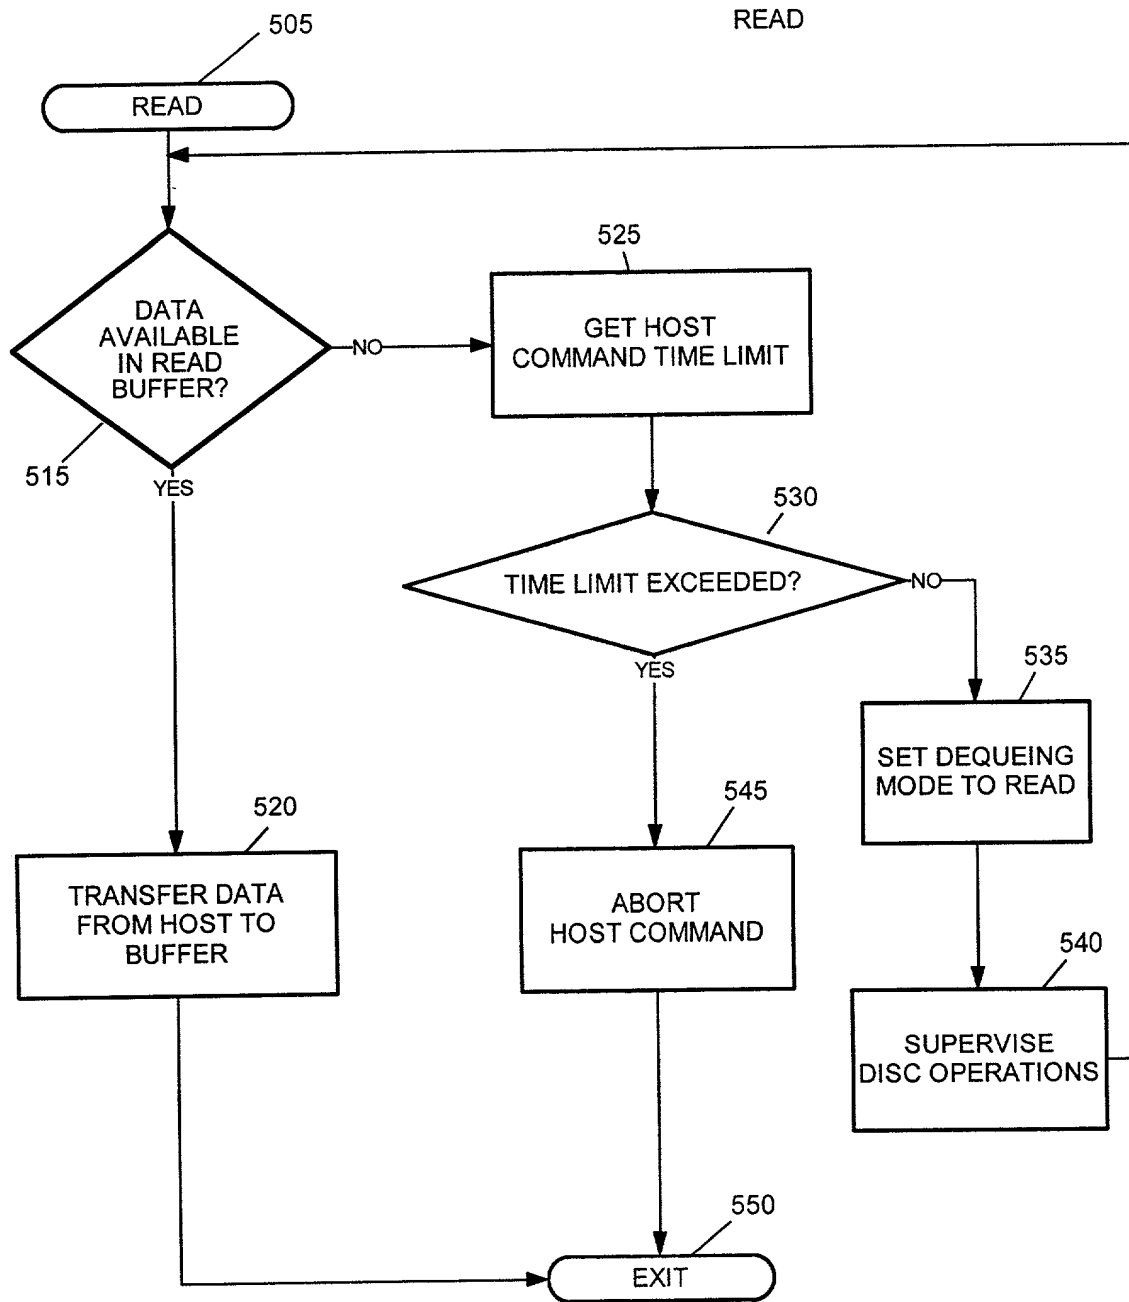 READ
505
READ
525
GET HOST
COMMAND TIME LIMIT
DATA
AVAILABLE
IN READ
BUFFER?
NO
515
YES
530
TIME LIMIT EXCEEDED?
NO
YES
535
SET DEQUEING
MODE TO READ
520
TRANSFER DATA
FROM HOST TO
BUFFER
545
ABORT
HOST COMMAND
540
SUPERVISE
DISC OPERATIONS
550
EXIT